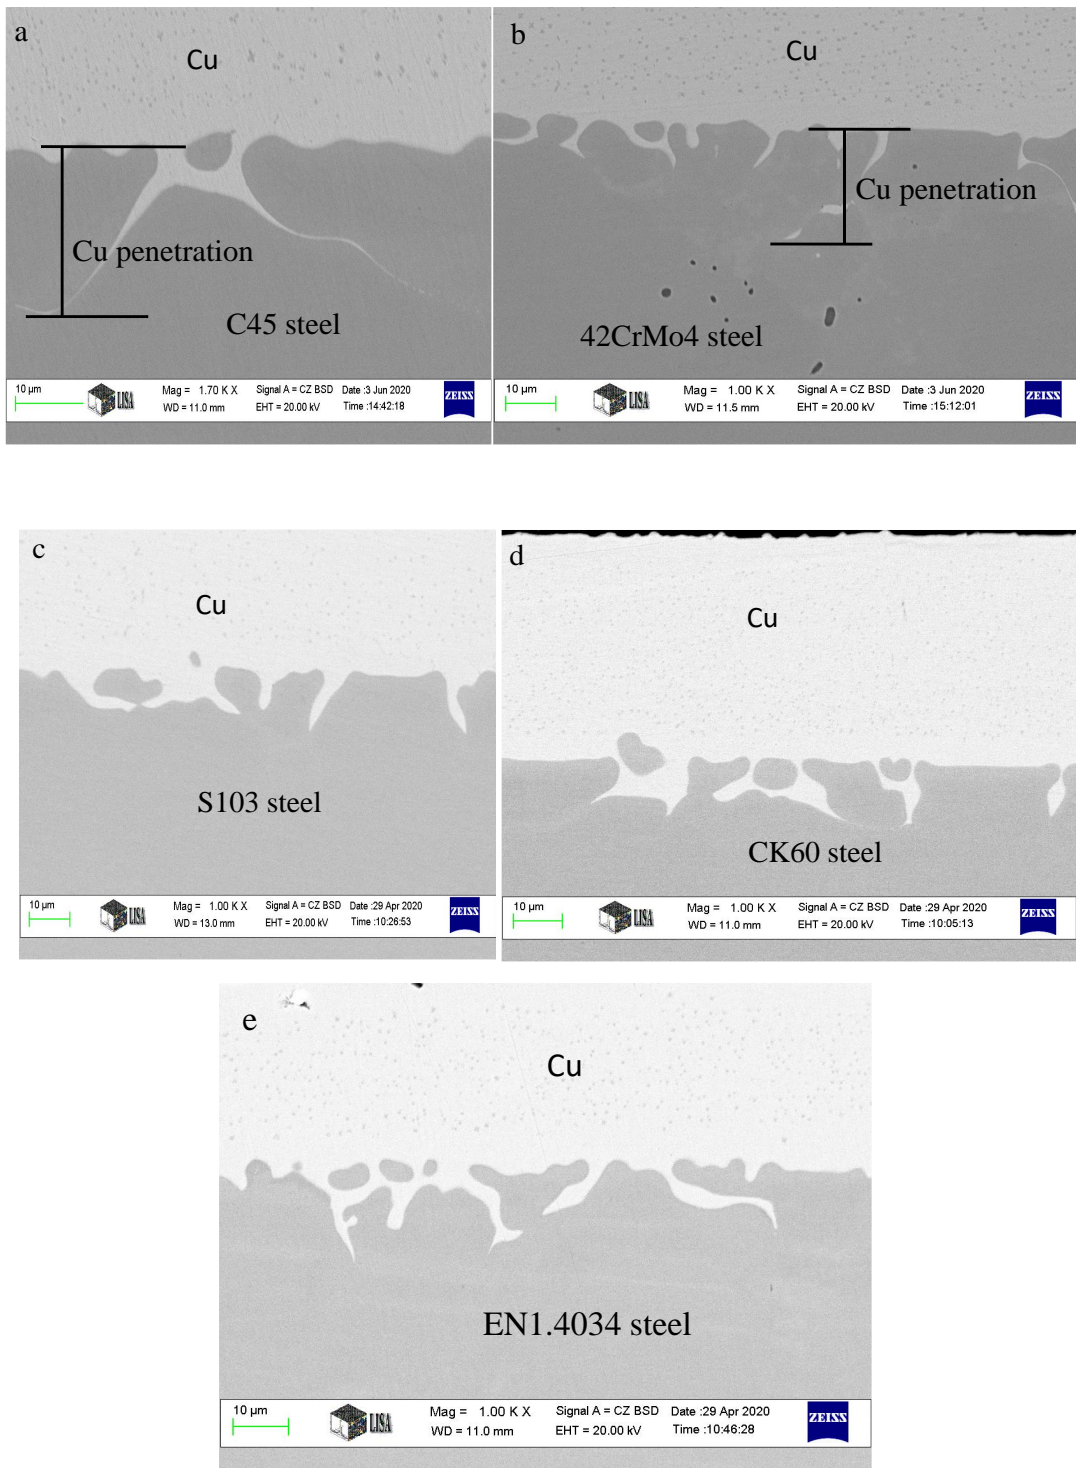 a
Cu
Cu penetration
C45 steel
10 µm
LISA
Mag = 1.70 K X
WD = 11.0 mm
Signal A = CZ BSD
EHT = 20.00 kV
Date :3 Jun 2020
Time :14:42:18
ZEISS
b
Cu
Cu penetration
42CrMo4 steel
10 µm
LISA
Mag = 1.00 K X
WD = 11.5 mm
Signal A = CZ BSD
EHT = 20.00 kV
Date :3 Jun 2020
Time :15:12:01
ZEISS
c
Cu
S103 steel
10 µm
LISA
Mag = 1.00 K X
WD = 13.0 mm
Signal A = CZ BSD
EHT = 20.00 kV
Date :29 Apr 2020
Time :10:26:53
ZEISS
d
Cu
CK60 steel
10 µm
LISA
Mag = 1.00 K X
WD = 11.0 mm
Signal A = CZ BSD
EHT = 20.00 kV
Date :29 Apr 2020
Time :10:05:13
ZEISS
e
Cu
EN1.4034 steel
10 µm
LISA
Mag = 1.00 K X
WD = 11.0 mm
Signal A = CZ BSD
EHT = 20.00 kV
Date :29 Apr 2020
Time :10:46:28
ZEISS